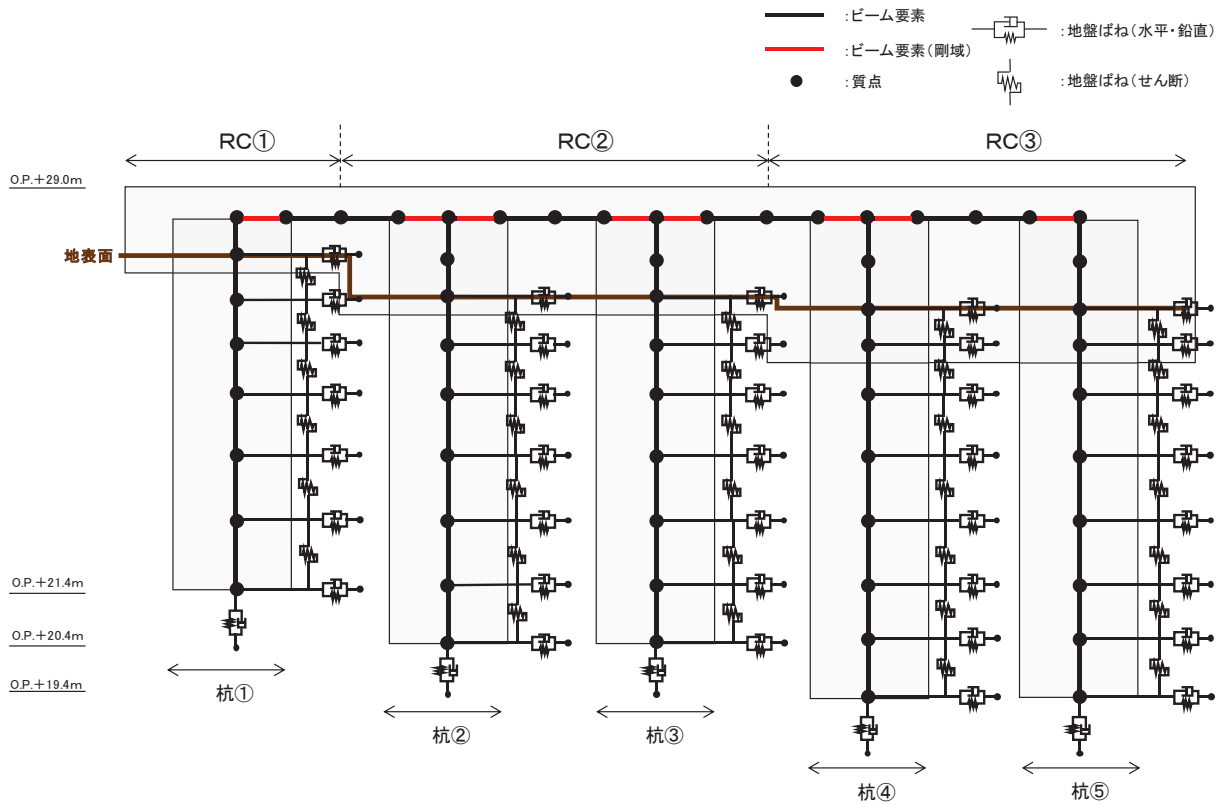 :ビーム要素
:地盤ばね(水平・鉛直)
:ビーム要素(剛域)
:質点
:地盤ばね(せん断)
RC①
RC②
RC③
O.P.+29.0m
地表面
O.P.+21.4m
O.P.+20.4m
O.P.+19.4m
杭①
杭②
杭③
杭④
杭⑤